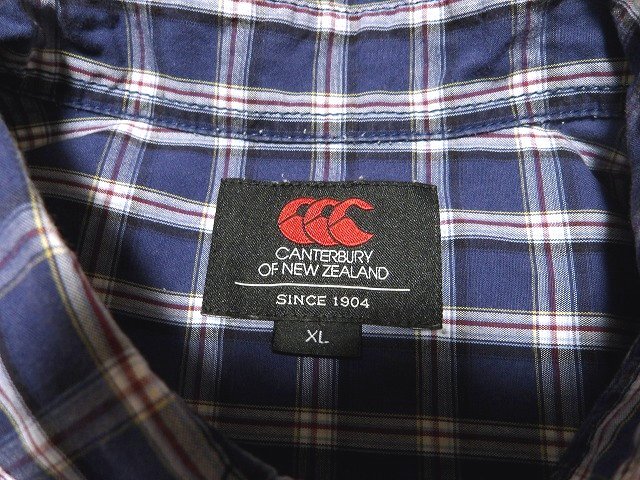 CANTERBURY
OF NEW ZEALAND
SINCE 1904
XL